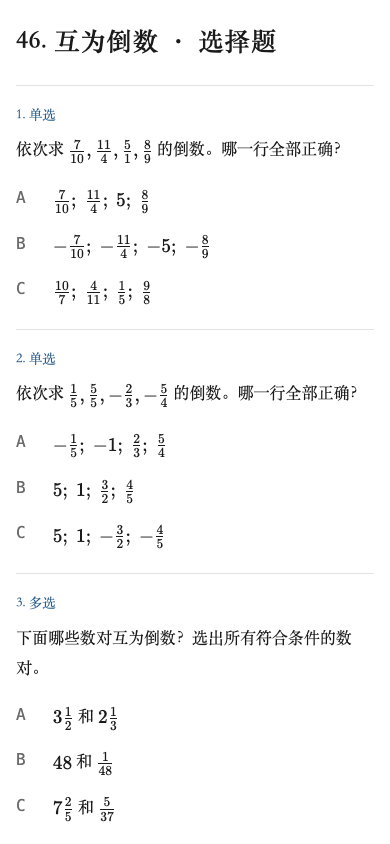 46. 互为倒数 · 选择题
1. 单选
依次求 7/10, 11/4, 5/1, 8/9 的倒数。哪一行全部正确?
A 7/10; 11/4; 5; 8/9
B −7/10; −11/4; −5; −8/9
C 10/7; 4/11; 1/5; 9/8
2. 单选
依次求 1/5, 5/5, −2/3, −5/4 的倒数。哪一行全部正确?
A −1/5; −1; 2/3; 5/4
B 5; 1; 3/2; 4/5
C 5; 1; −3/2; −4/5
3. 多选
下面哪些数对互为倒数? 选出所有符合条件的数
对。
A 3 1/2 和 2 1/3
B 48 和 1/48
C 7 2/5 和 5/37